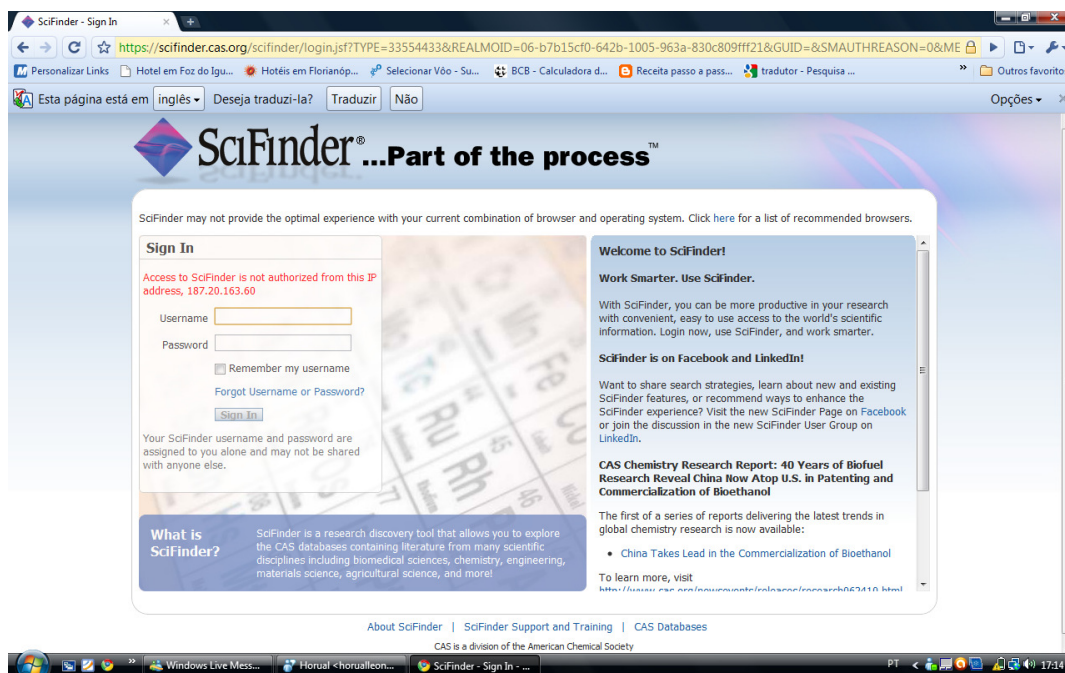 SciFinder - Sign In
https://scifinder.cas.org/scifinder/login.jsf?TYPE=33554433&REALMOID=06-b7b15cf0-642b-1005-963a-830c809fff21&GUID=&SMAUTHREASON=0&ME
Personalizar Links Hotel em Foz do Igu... Hotéis em Florianóp... Selecionar Vôo - Su... BCB - Calculadora d... Receita passo a pass... tradutor - Pesquisa ... » Outros favorito
Esta página está em inglês Deseja traduzi-la? Traduzir Não Opções
SciFinder® ...Part of the process™
SciFinder may not provide the optimal experience with your current combination of browser and operating system. Click here for a list of recommended browsers.
Sign In
Access to SciFinder is not authorized from this IP
address, 187.20.163.60
Username
Password
Remember my username
Forgot Username or Password?
Sign In
Your SciFinder username and password are
assigned to you alone and may not be shared
with anyone else.
What is
SciFinder?
SciFinder is a research discovery tool that allows you to explore
the CAS databases containing literature from many scientific
disciplines including biomedical sciences, chemistry, engineering,
materials science, agricultural science, and more!
Welcome to SciFinder!
Work Smarter. Use SciFinder.
With SciFinder, you can be more productive in your research
with convenient, easy to use access to the world's scientific
information. Login now, use SciFinder, and work smarter.
SciFinder is on Facebook and LinkedIn!
Want to share search strategies, learn about new and existing
SciFinder features, or recommend ways to enhance the
SciFinder experience? Visit the new SciFinder Page on Facebook
or join the discussion in the new SciFinder User Group on
LinkedIn.
CAS Chemistry Research Report: 40 Years of Biofuel
Research Reveal China Now Atop U.S. in Patenting and
Commercialization of Bioethanol
The first of a series of reports delivering the latest trends in
global chemistry research is now available:
• China Takes Lead in the Commercialization of Bioethanol
To learn more, visit
http://www.cas.org/newsevents/releases/research062410.html
About SciFinder | SciFinder Support and Training | CAS Databases
CAS is a division of the American Chemical Society
» Windows Live Mess... Horual <horualleon... SciFinder - Sign In - ... PT < 17:14